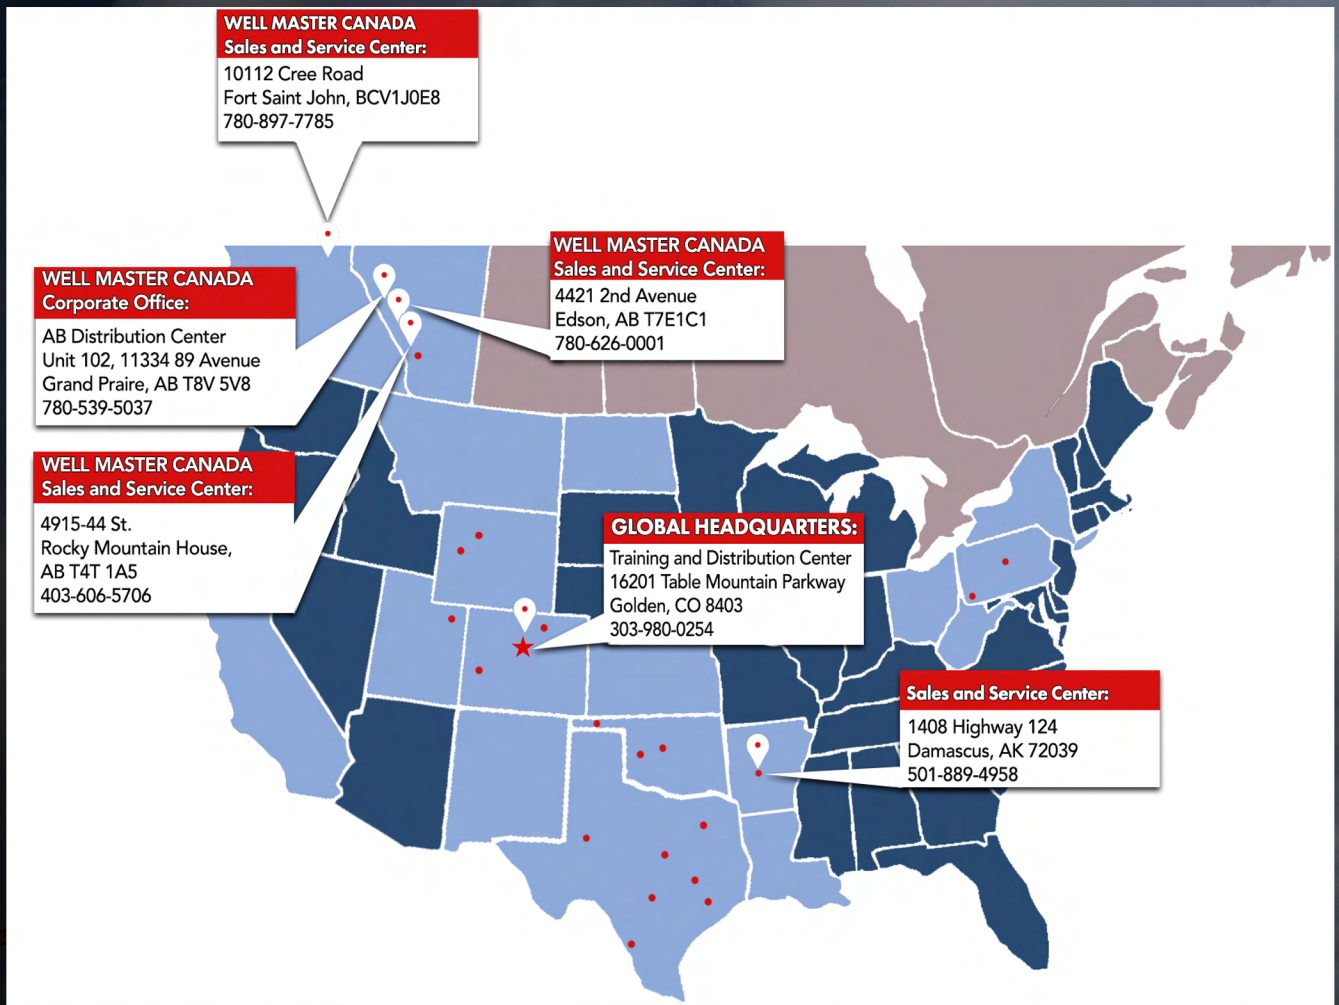 WELL MASTER CANADA
Sales and Service Center:
10112 Cree Road
Fort Saint John, BCV1J0E8
780-897-7785
WELL MASTER CANADA
Sales and Service Center:
4421 2nd Avenue
Edson, AB T7E1C1
780-626-0001
WELL MASTER CANADA
Corporate Office:
AB Distribution Center
Unit 102, 11334 89 Avenue
Grand Praire, AB T8V 5V8
780-539-5037
WELL MASTER CANADA
Sales and Service Center:
4915-44 St.
Rocky Mountain House,
AB T4T 1A5
403-606-5706
GLOBAL HEADQUARTERS:
Training and Distribution Center
16201 Table Mountain Parkway
Golden, CO 8403
303-980-0254
Sales and Service Center:
1408 Highway 124
Damascus, AK 72039
501-889-4958